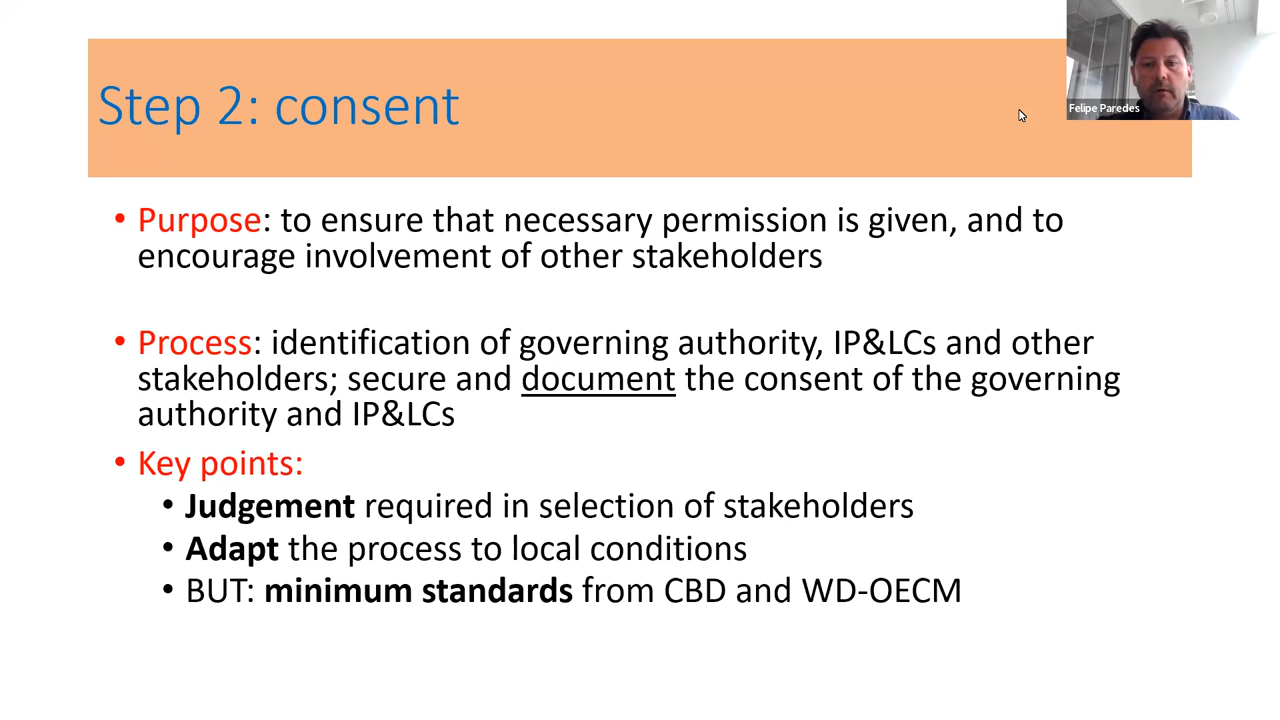 Step 2: consent
Felipe Paredes
• Purpose: to ensure that necessary permission is given, and to
encourage involvement of other stakeholders
• Process: identification of governing authority, IP&LCs and other
stakeholders; secure and document the consent of the governing
authority and IP&LCs
• Key points:
• Judgement required in selection of stakeholders
• Adapt the process to local conditions
• BUT: minimum standards from CBD and WD-OECM